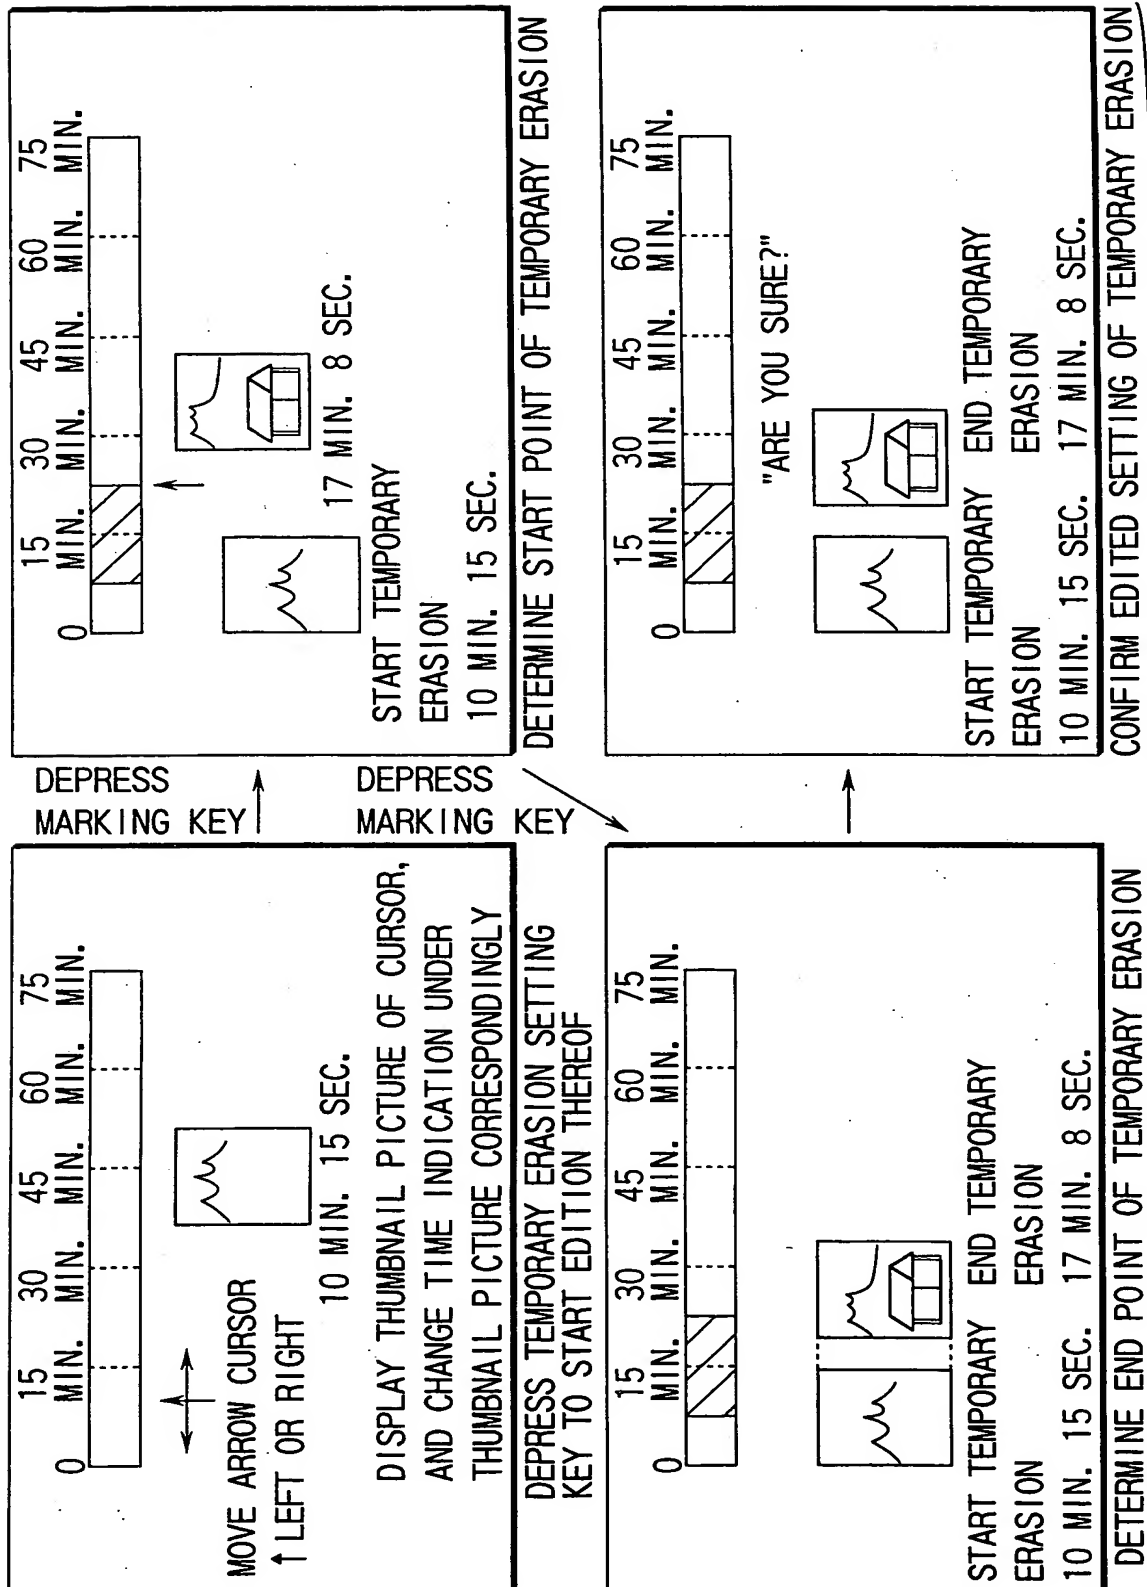 0
15 MIN.
30 MIN.
45 MIN.
60 MIN.
75 MIN.
MOVE ARROW CURSOR
↑ LEFT OR RIGHT
10 MIN. 15 SEC.
DISPLAY THUMBNAIL PICTURE OF CURSOR,
AND CHANGE TIME INDICATION UNDER
THUMBNAIL PICTURE CORRESPONDINGLY
DEPRESS TEMPORARY ERASION SETTING
KEY TO START EDITION THEREOF
DEPRESS
MARKING KEY
0
15 MIN.
30 MIN.
45 MIN.
60 MIN.
75 MIN.
17 MIN. 8 SEC.
START TEMPORARY
ERASION
10 MIN. 15 SEC.
DETERMINE START POINT OF TEMPORARY ERASION
DEPRESS
MARKING KEY
0
15 MIN.
30 MIN.
45 MIN.
60 MIN.
75 MIN.
START TEMPORARY END TEMPORARY
ERASION ERASION
10 MIN. 15 SEC. 17 MIN. 8 SEC.
DETERMINE END POINT OF TEMPORARY ERASION
0
15 MIN.
30 MIN.
45 MIN.
60 MIN.
75 MIN.
"ARE YOU SURE?"
START TEMPORARY END TEMPORARY
ERASION ERASION
10 MIN. 15 SEC. 17 MIN. 8 SEC.
CONFIRM EDITED SETTING OF TEMPORARY ERASION